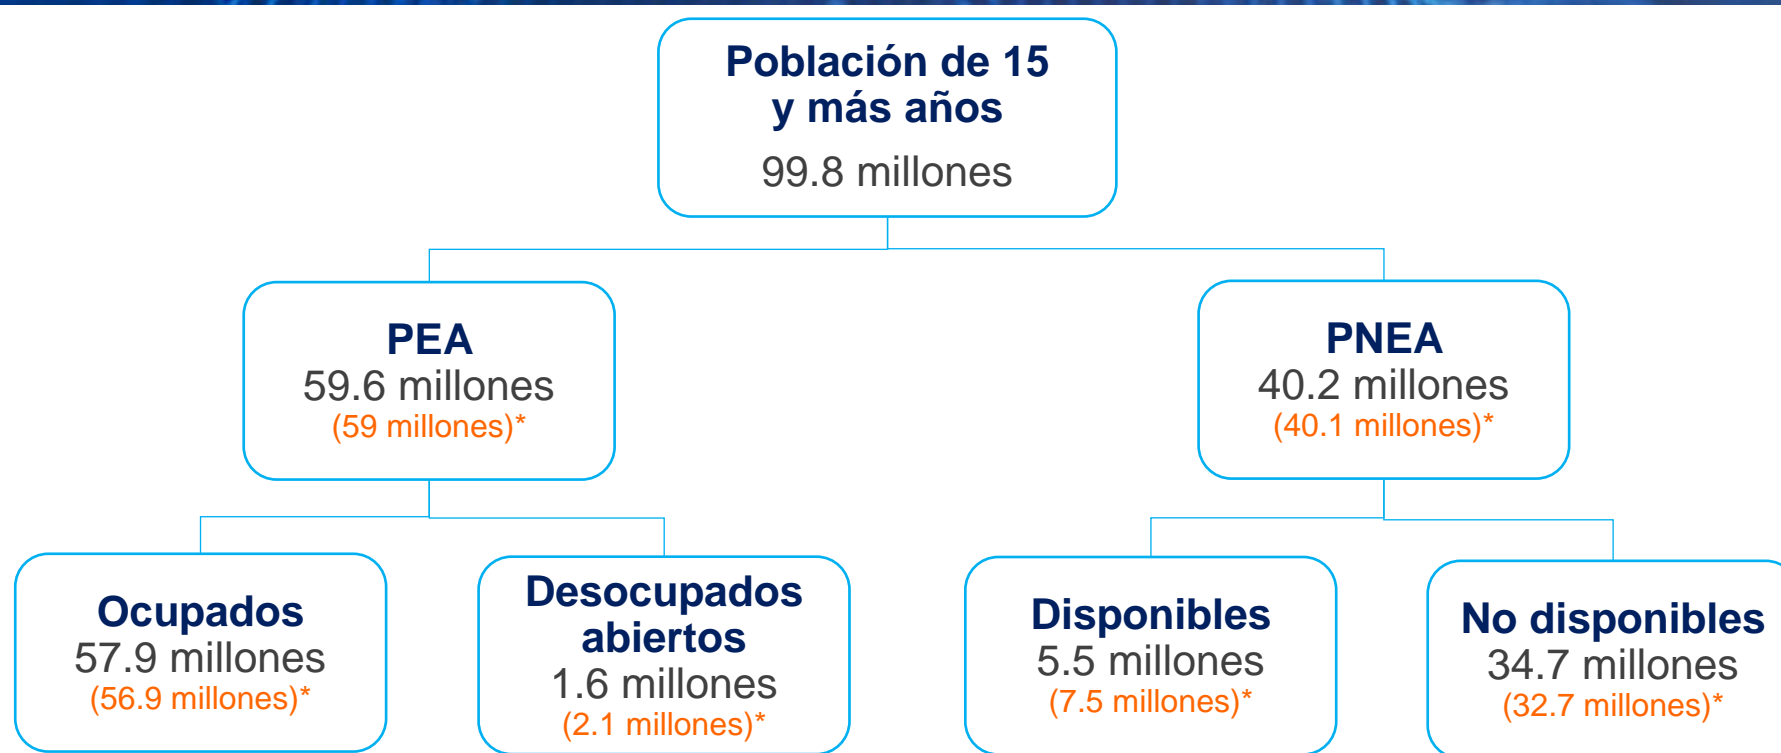 Población de 15
y más años
99.8 millones
PEA
59.6 millones
(59 millones)*
PNEA
40.2 millones
(40.1 millones)*
Ocupados
57.9 millones
(56.9 millones)*
Desocupados
abiertos
1.6 millones
(2.1 millones)*
Disponibles
5.5 millones
(7.5 millones)*
No disponibles
34.7 millones
(32.7 millones)*